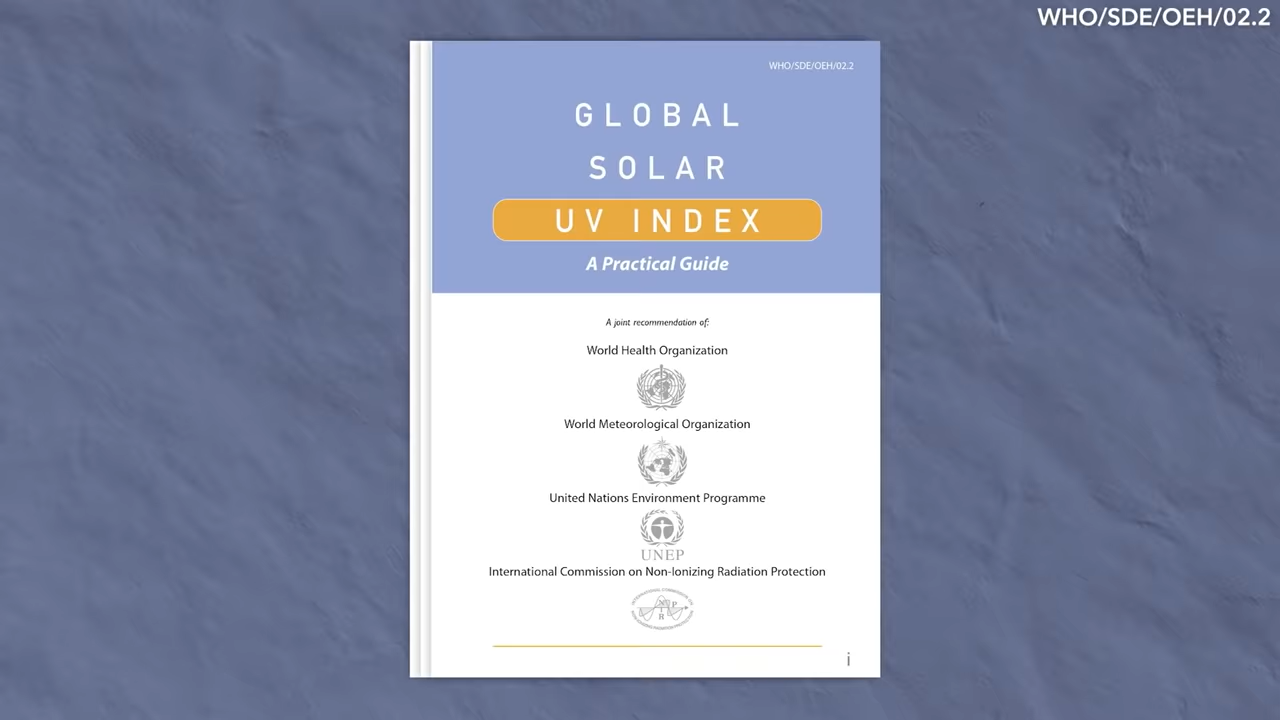 WHO/SDE/OEH/02.2
WHO/SDE/OEH/02.2
GLOBAL
SOLAR
UV INDEX
A Practical Guide
A joint recommendation of:
World Health Organization
World Meteorological Organization
United Nations Environment Programme
UNEP
International Commission on Non-Ionizing Radiation Protection
i